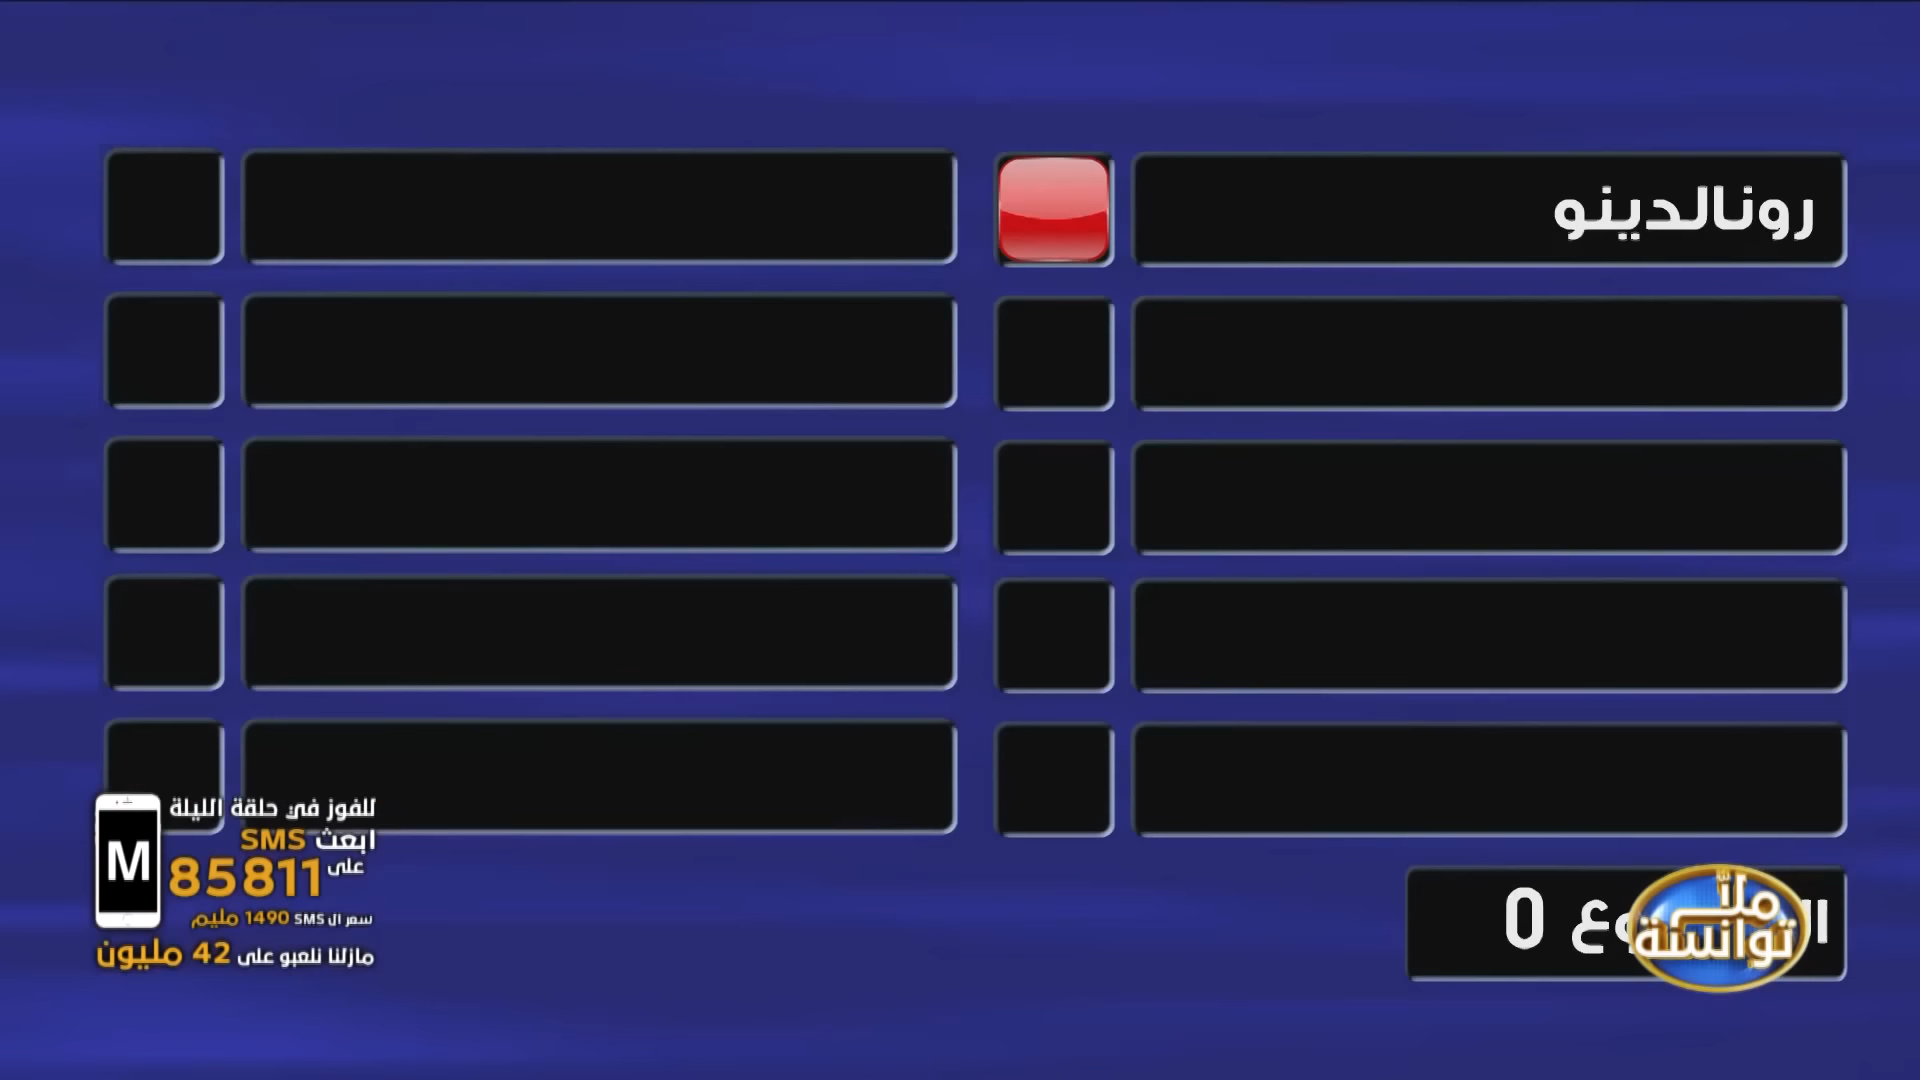 رونالدينو
للفوز في حلقة الليلة
ابعث SMS
على 85811
M
سعر ال SMS 1490 مليم
مازلنا نلعبو على 42 مليون
0
ملّا
توانسة